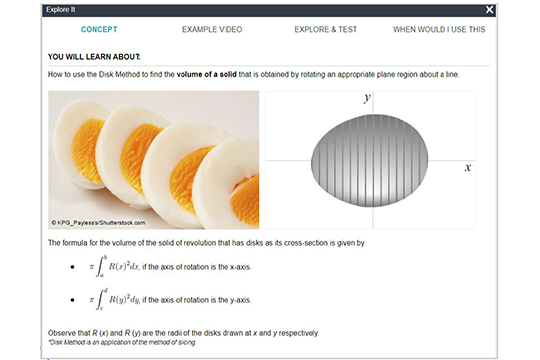 Explore It X
CONCEPT EXAMPLE VIDEO EXPLORE & TEST WHEN WOULD I USE THIS
YOU WILL LEARN ABOUT:
How to use the Disk Method to find the volume of a solid that is obtained by rotating an appropriate plane region about a line.
y
x
© KPG_Payless/Shutterstock.com
The formula for the volume of the solid of revolution that has disks as its cross-section is given by
• π∫ₐᵇ R(x)²dx, if the axis of rotation is the x-axis.
• π∫꜀ᵈ R(y)²dy, if the axis of rotation is the y-axis.
Observe that R (x) and R (y) are the radii of the disks drawn at x and y respectively.
*Disk Method is an application of the method of slicing.